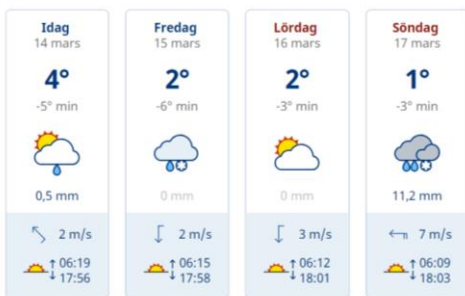 Idag
14 mars
4°
-5° min
0,5 mm
2 m/s
06:19
17:56
Fredag
15 mars
2°
-6° min
0 mm
2 m/s
06:15
17:58
Lördag
16 mars
2°
-3° min
0 mm
3 m/s
06:12
18:01
Söndag
17 mars
1°
-3° min
11,2 mm
7 m/s
06:09
18:03